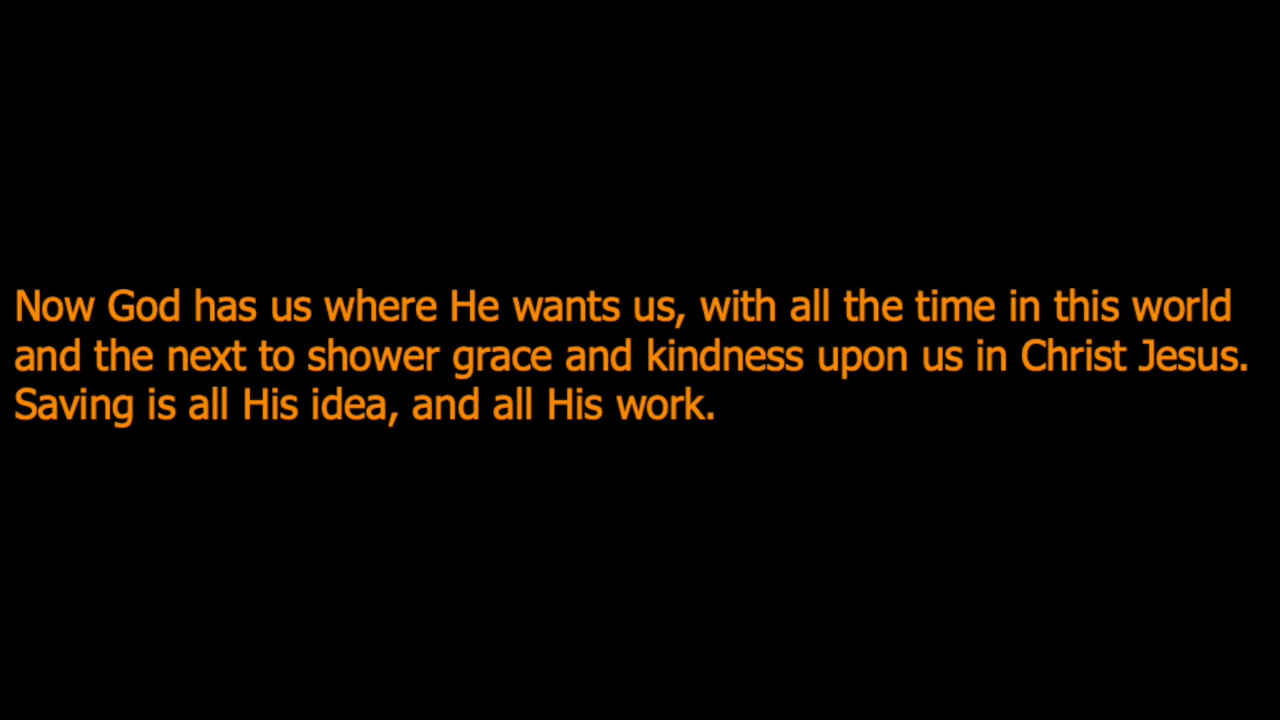 Now God has us where He wants us, with all the time in this world
and the next to shower grace and kindness upon us in Christ Jesus.
Saving is all His idea, and all His work.